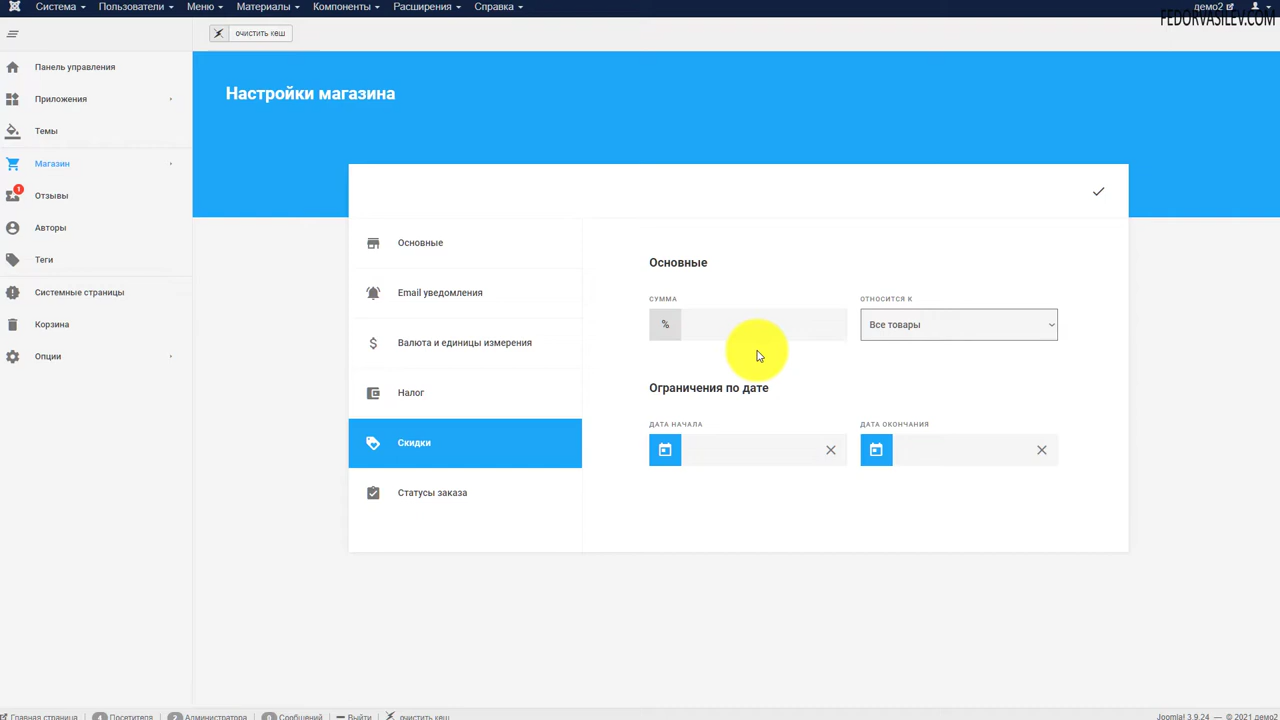 Система
Пользователи
Меню
Материалы
Компоненты
Расширения
Справка
демо2
FEDORVASILEV.COM
очистить кеш
Панель управления
Приложения
Темы
Магазин
1
Отзывы
Авторы
Теги
Системные страницы
Корзина
Опции
Настройки магазина
Основные
Email уведомления
Валюта и единицы измерения
Налог
Скидки
Статусы заказа
Основные
СУММА
ОТНОСИТСЯ К
%
Все товары
Ограничения по дате
ДАТА НАЧАЛА
ДАТА ОКОНЧАНИЯ
Главная страница
Посетителя
Администратора
Сообщений
Выйти
очистить кеш
Joomla! 3.9.24 — © 2021 демо2